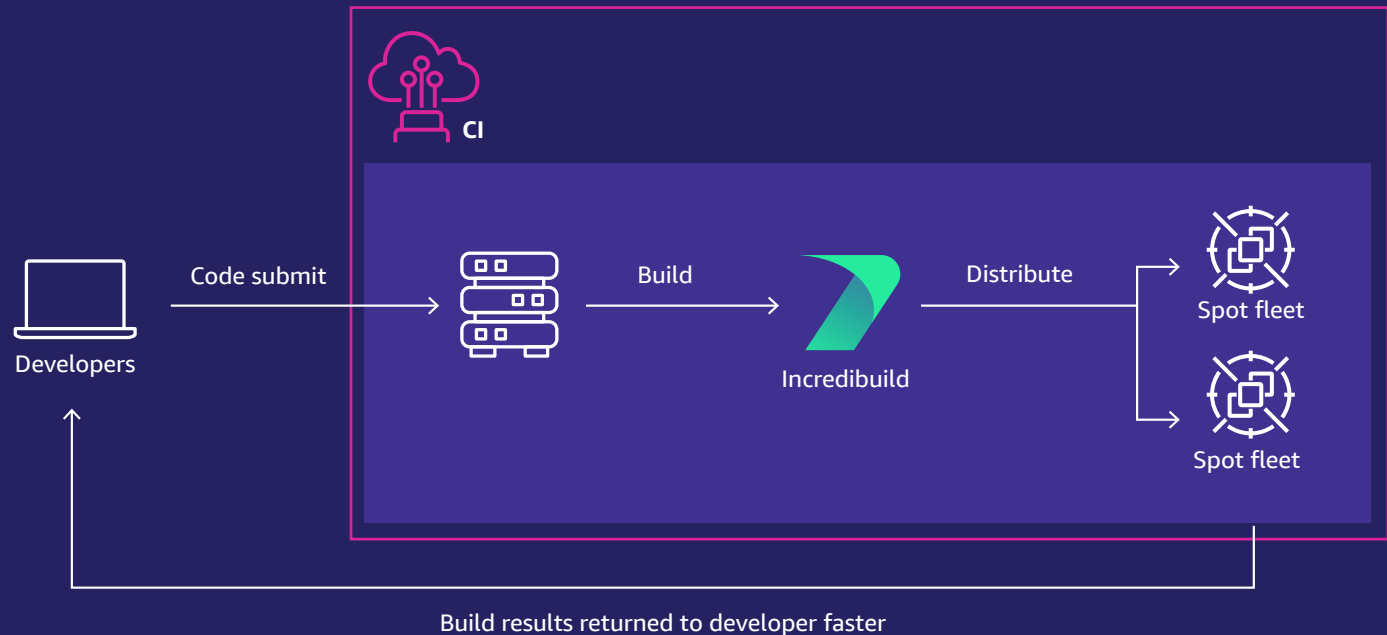 CI
Developers
Code submit
Build
Incredibuild
Distribute
Spot fleet
Spot fleet
Build results returned to developer faster